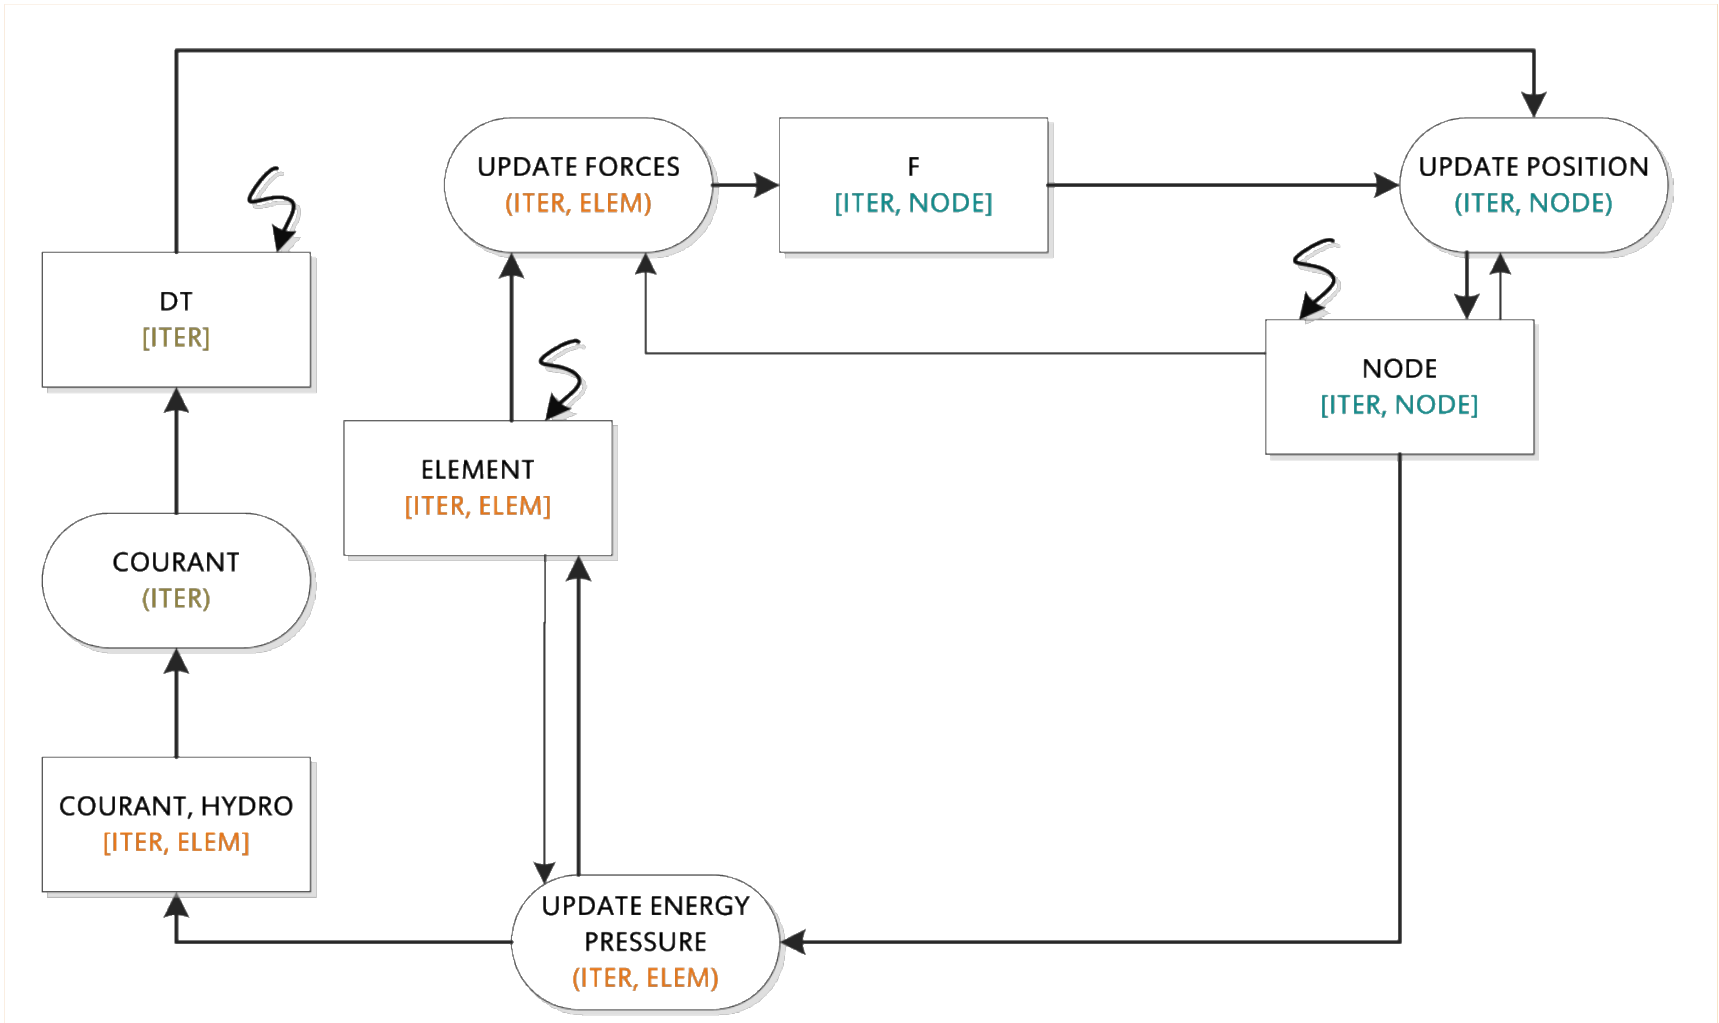 UPDATE FORCES
(ITER, ELEM)
F
[ITER, NODE]
UPDATE POSITION
(ITER, NODE)
DT
[ITER]
NODE
[ITER, NODE]
ELEMENT
[ITER, ELEM]
COURANT
(ITER)
COURANT, HYDRO
[ITER, ELEM]
UPDATE ENERGY
PRESSURE
(ITER, ELEM)